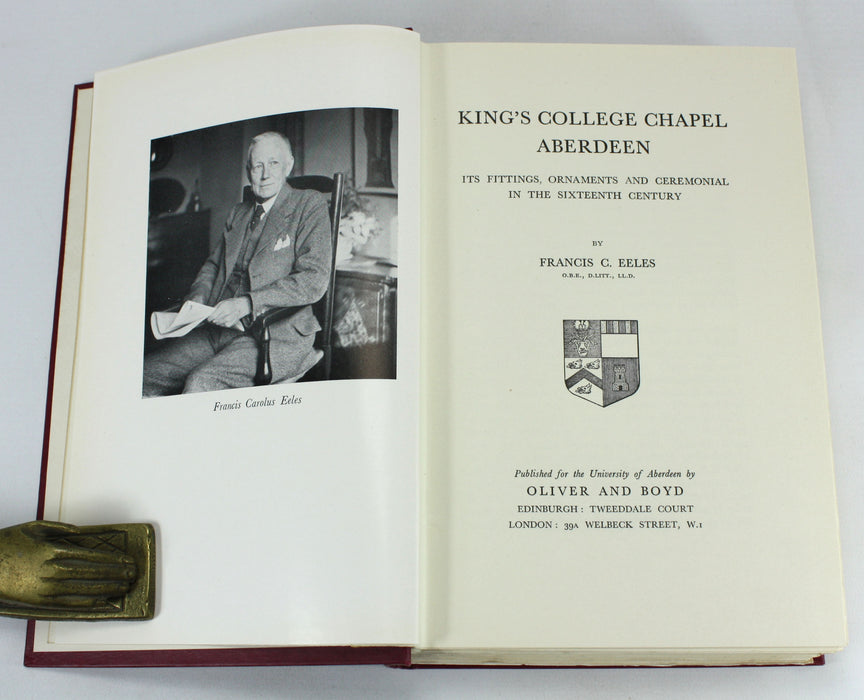 Francis Carolus Eeles
KING'S COLLEGE CHAPEL
ABERDEEN
ITS FITTINGS, ORNAMENTS AND CEREMONIAL
IN THE SIXTEENTH CENTURY
BY
FRANCIS C. EELES
O.B.E., D.LITT., LL.D.
Published for the University of Aberdeen by
OLIVER AND BOYD
EDINBURGH: TWEEDDALE COURT
LONDON: 39A WELBECK STREET, W.1